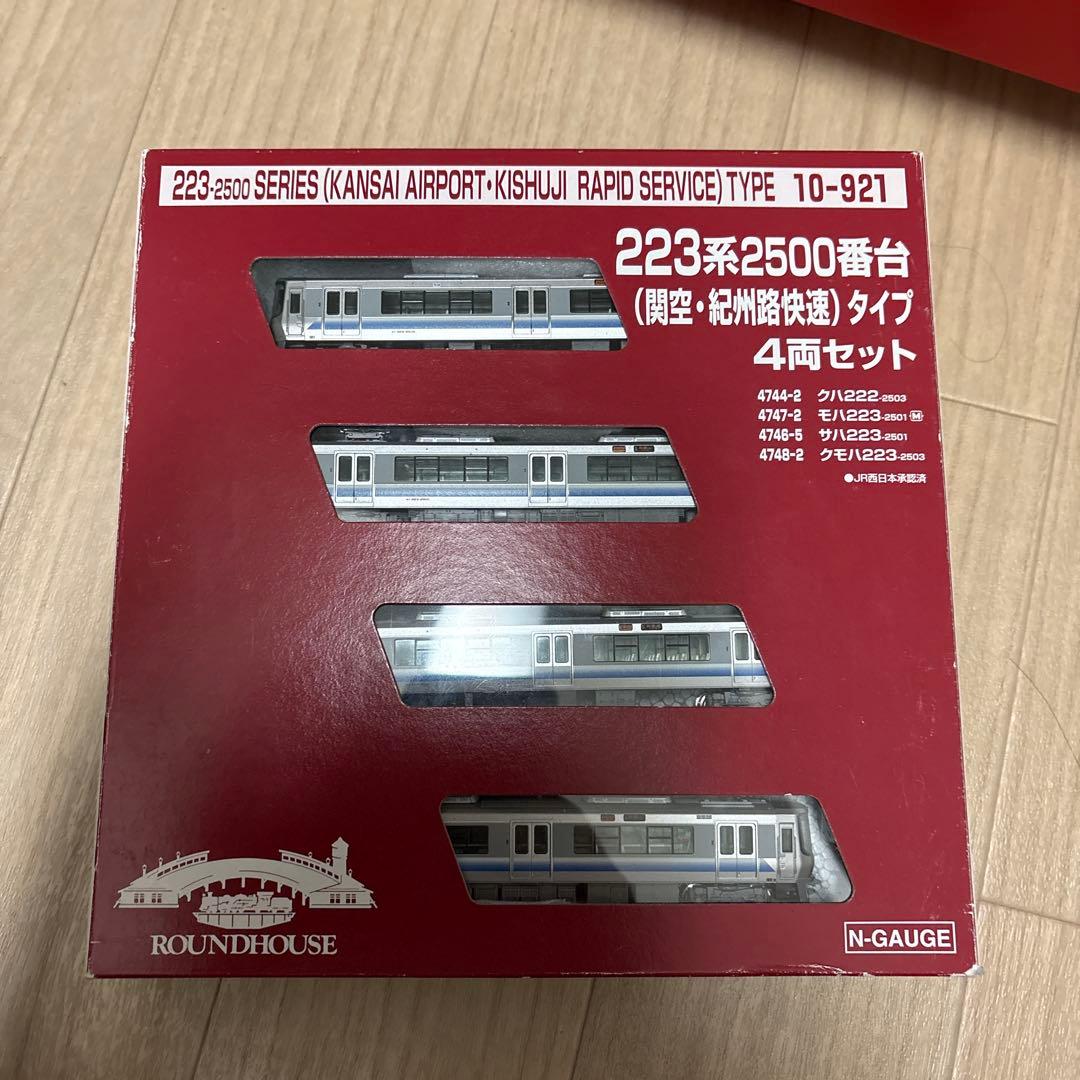 223-2500 SERIES (KANSAI AIRPORT・KISHUJI RAPID SERVICE) TYPE 10-921
223系2500番台
(関空・紀州路快速) タイプ
4両セット
4744-2 クハ222-2503
4747-2 モハ223-2501 M
4746-5 サハ223-2501
4748-2 クモハ223-2503
●JR西日本承認済
ROUNDHOUSE
N-GAUGE